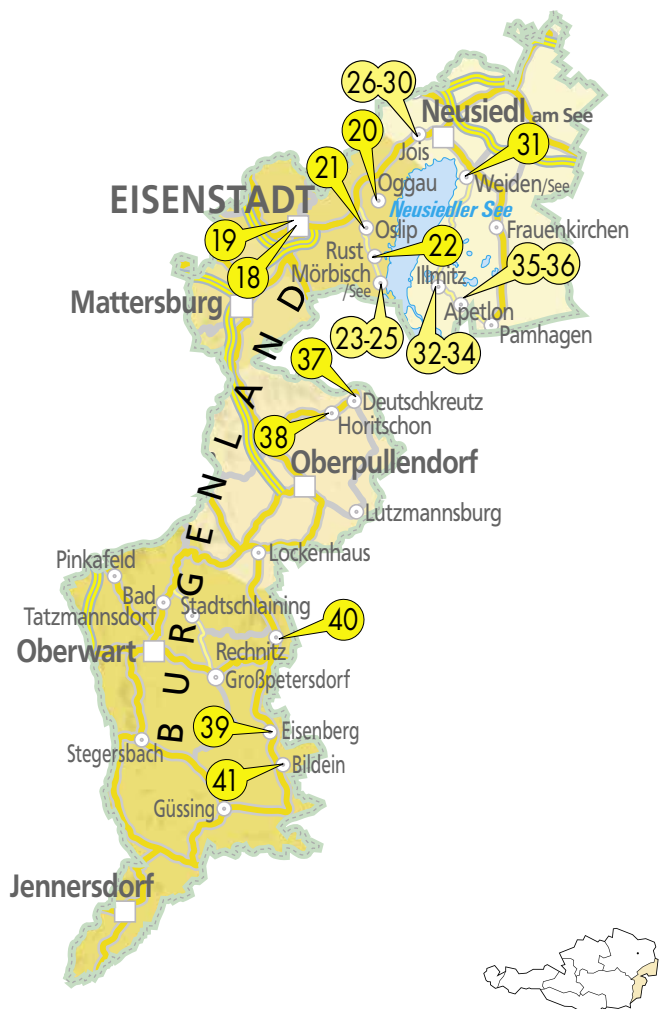 26-30
Neusiedl am See
20
Jois
31
21
Oggau
Weiden/See
EISENSTADT
Neusiedler See
19
Oslip
Frauenkirchen
18
Rust
22
Mörbisch
/See
Illmitz
35-36
Mattersburg
Apetlon
23-25
32-34
Pamhagen
37
Deutschkreutz
38
Horitschon
Oberpullendorf
Lutzmannsburg
BURGENLAND
Lockenhaus
Pinkafeld
Bad
Tatzmannsdorf
Stadtschlaining
40
Oberwart
Rechnitz
Großpetersdorf
39
Eisenberg
Stegersbach
41
Bildein
Güssing
Jennersdorf